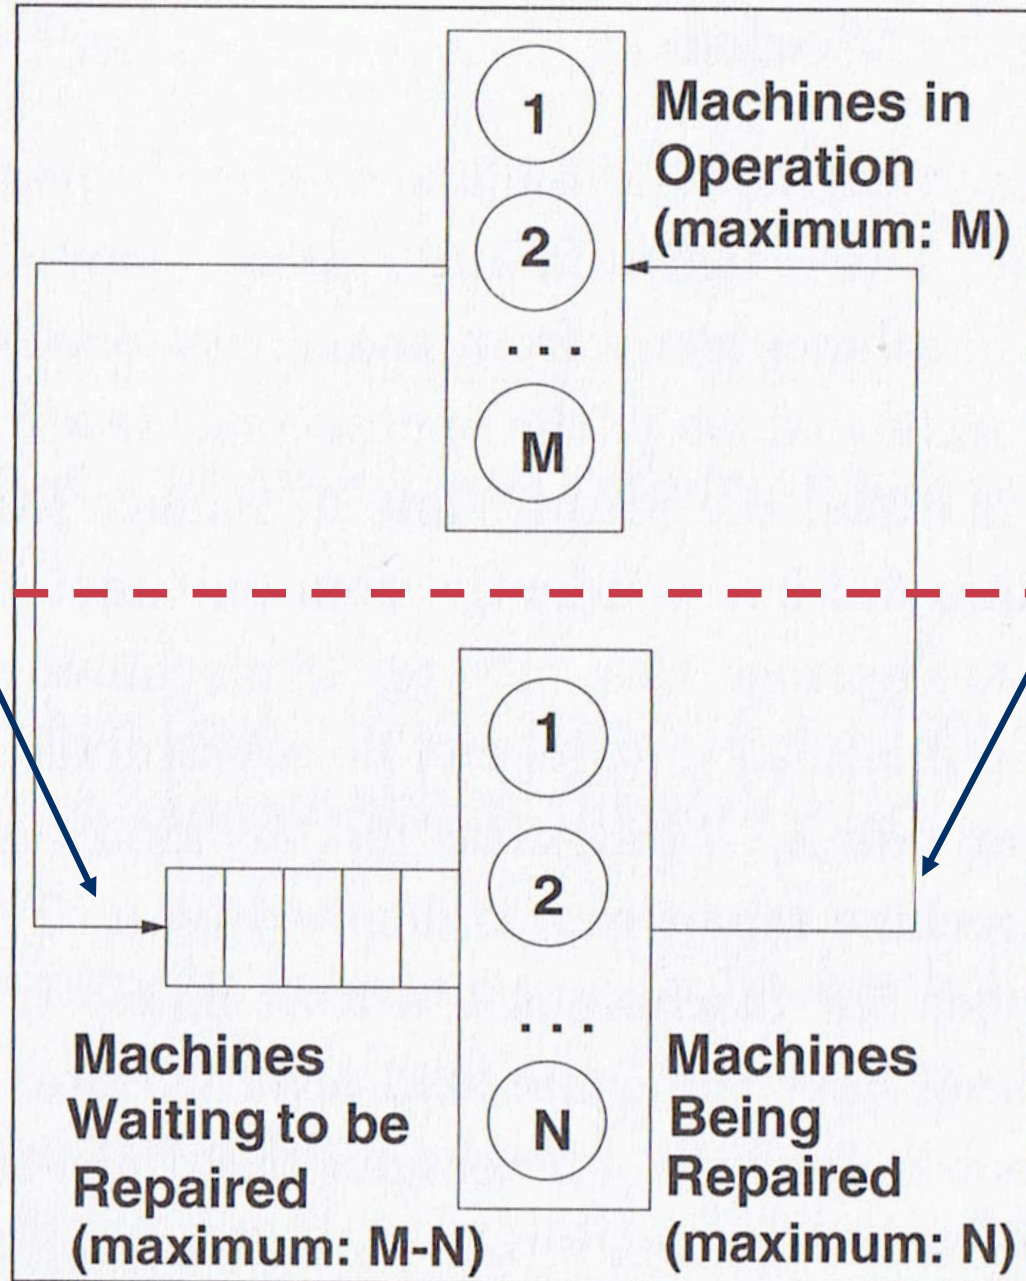 1
Machines in
Operation
(maximum: M)
2
...
M
1
2
...
N
Machines
Waiting to be
Repaired
(maximum: M-N)
Machines
Being
Repaired
(maximum: N)